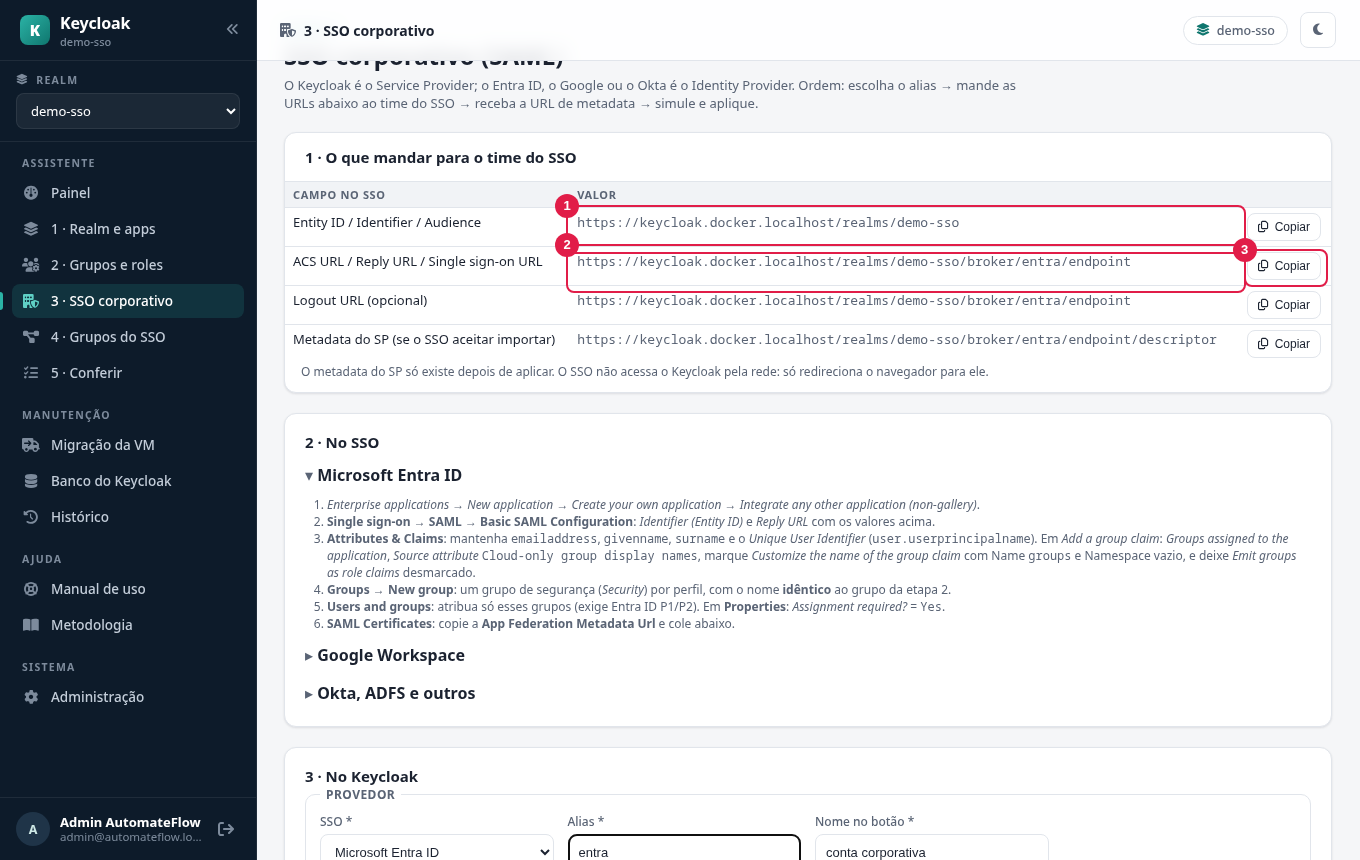 K
Keycloak
demo-sso
REALM
demo-sso
ASSISTENTE
Painel
1 · Realm e apps
2 · Grupos e roles
3 · SSO corporativo
4 · Grupos do SSO
5 · Conferir
MANUTENÇÃO
Migração da VM
Banco do Keycloak
Histórico
AJUDA
Manual de uso
Metodologia
SISTEMA
Administração
A
Admin AutomateFlow
admin@automateflow.lo...
3 · SSO corporativo
demo-sso
SSO corporativo (SAML)
O Keycloak é o Service Provider; o Entra ID, o Google ou o Okta é o Identity Provider. Ordem: escolha o alias → mande as
URLs abaixo ao time do SSO → receba a URL de metadata → simule e aplique.
1 · O que mandar para o time do SSO
CAMPO NO SSO VALOR
1
Entity ID / Identifier / Audience https://keycloak.docker.localhost/realms/demo-sso Copiar
2 3
ACS URL / Reply URL / Single sign-on URL https://keycloak.docker.localhost/realms/demo-sso/broker/entra/endpoint Copiar
Logout URL (opcional) https://keycloak.docker.localhost/realms/demo-sso/broker/entra/endpoint Copiar
Metadata do SP (se o SSO aceitar importar) https://keycloak.docker.localhost/realms/demo-sso/broker/entra/endpoint/descriptor Copiar
O metadata do SP só existe depois de aplicar. O SSO não acessa o Keycloak pela rede: só redireciona o navegador para ele.
2 · No SSO
▾ Microsoft Entra ID
1. Enterprise applications → New application → Create your own application → Integrate any other application (non-gallery).
2. Single sign-on → SAML → Basic SAML Configuration: Identifier (Entity ID) e Reply URL com os valores acima.
3. Attributes & Claims: mantenha emailaddress, givenname, surname e o Unique User Identifier (user.userprincipalname). Em Add a group claim: Groups assigned to the
application, Source attribute Cloud-only group display names, marque Customize the name of the group claim com Name groups e Namespace vazio, e deixe Emit groups
as role claims desmarcado.
4. Groups → New group: um grupo de segurança (Security) por perfil, com o nome idêntico ao grupo da etapa 2.
5. Users and groups: atribua só esses grupos (exige Entra ID P1/P2). Em Properties: Assignment required? = Yes.
6. SAML Certificates: copie a App Federation Metadata Url e cole abaixo.
▸ Google Workspace
▸ Okta, ADFS e outros
3 · No Keycloak
PROVEDOR
SSO * Alias * Nome no botão *
Microsoft Entra ID entra conta corporativa